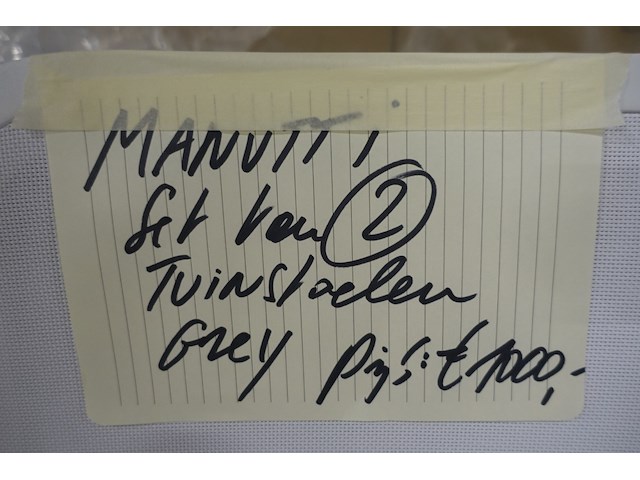 MANUTTI
Set van 2
Tuinstoelen
Grey Prijs: € 1000,-